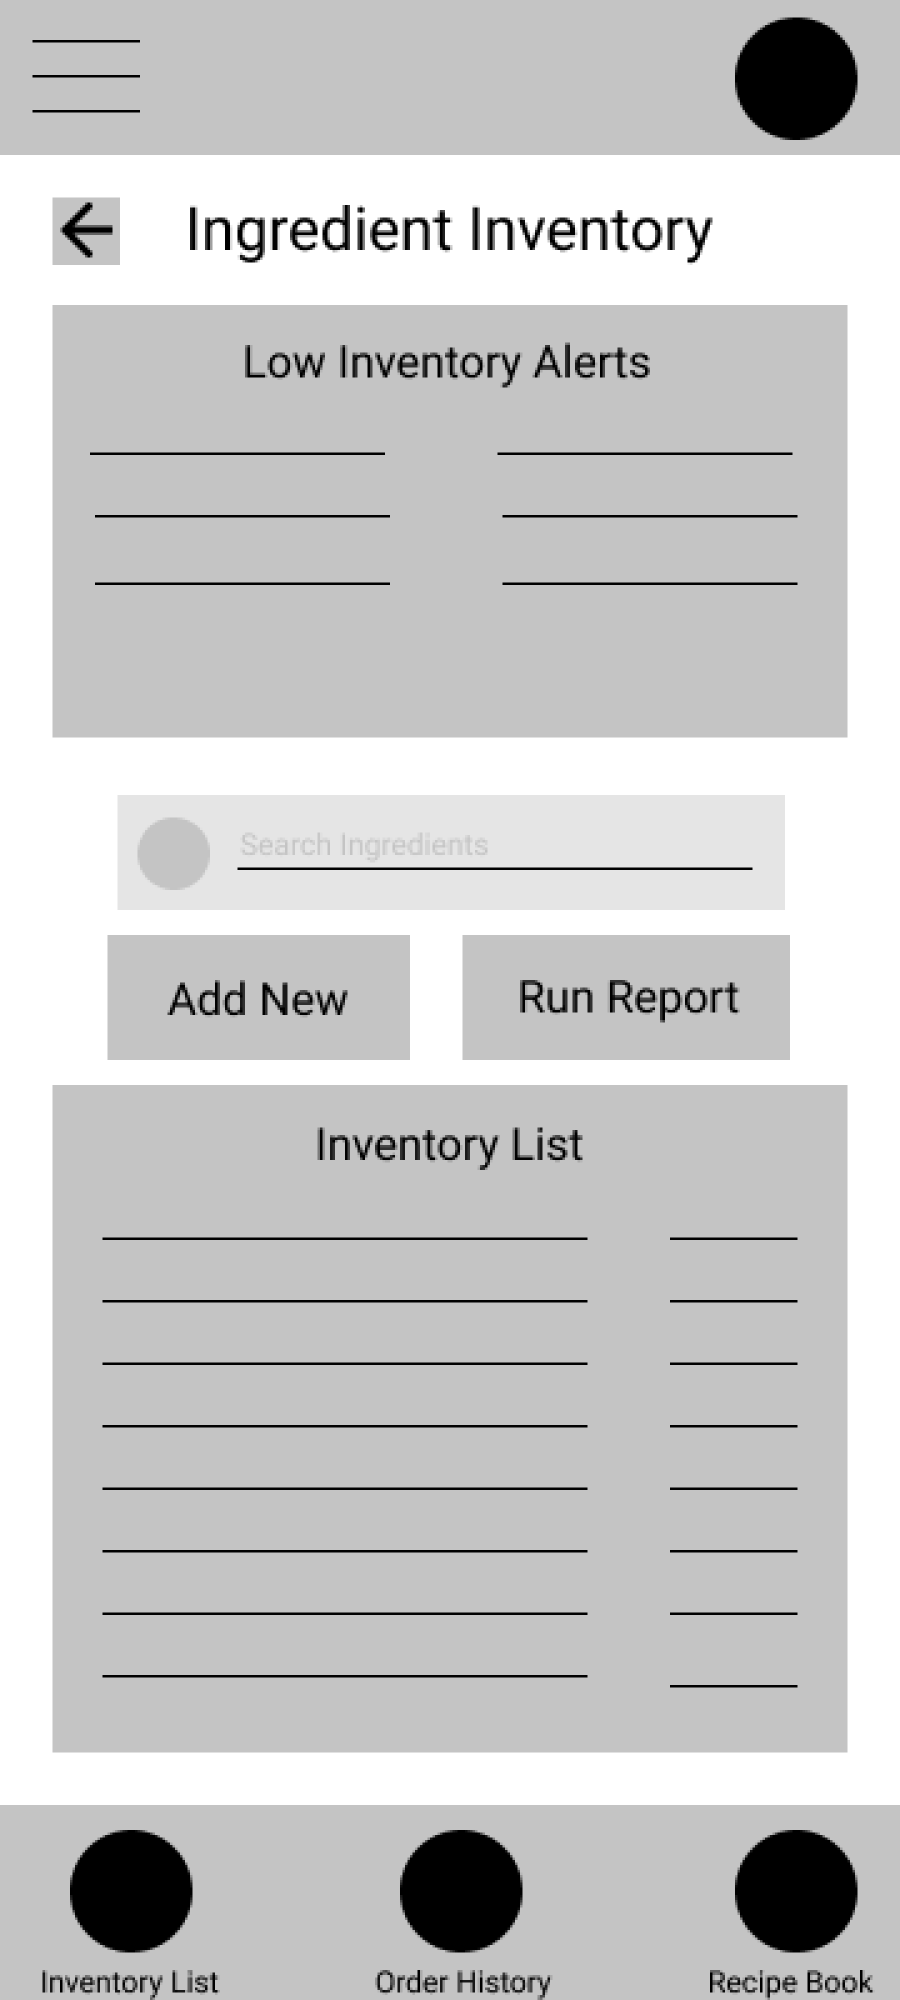 Ingredient Inventory
Low Inventory Alerts
Search Ingredients
Add New
Run Report
Inventory List
Inventory List
Order History
Recipe Book